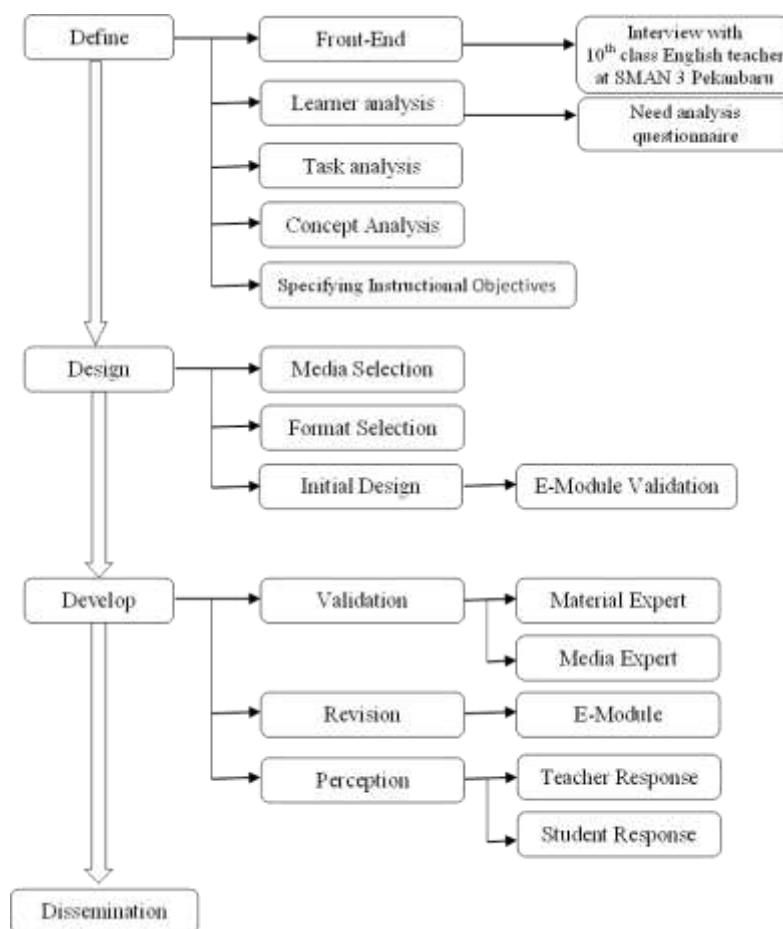 Define
Front-End
Interview with
10th class English teacher
at SMAN 3 Pekanbaru
Learner analysis
Need analysis
questionnaire
Task analysis
Concept Analysis
Specifying Instructional Objectives
Design
Media Selection
Format Selection
Initial Design
E-Module Validation
Develop
Validation
Material Expert
Media Expert
Revision
E-Module
Perception
Teacher Response
Student Response
Dissemination